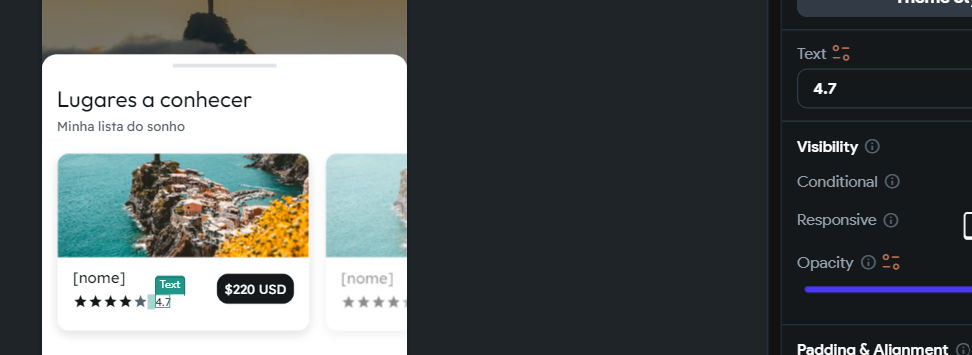 Text
4.7
Lugares a conhecer
Minha lista do sonho
Visibility
Conditional
Responsive
Opacity
[nome]
Text
$220 USD
4.7
[nome]
Padding & Alignment